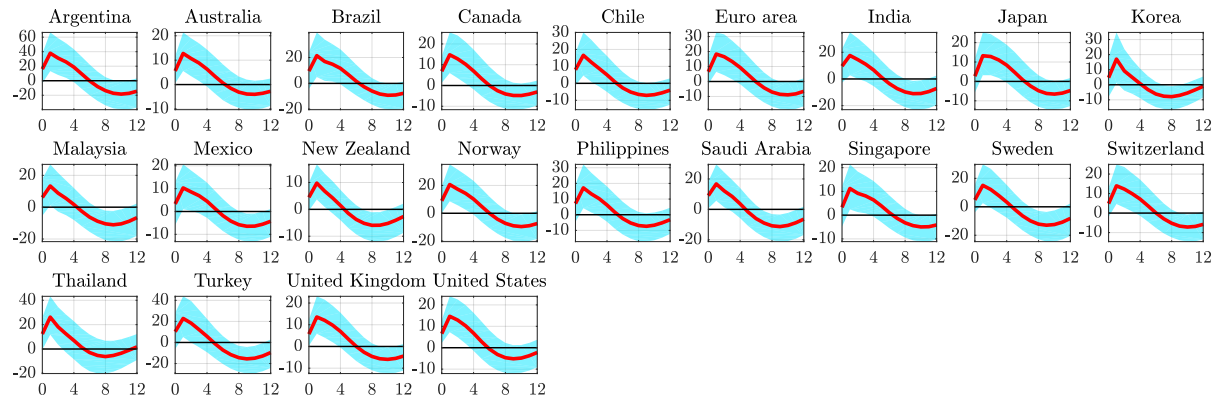 Argentina Australia Brazil Canada Chile Euro area India Japan Korea
60 20 40 20 30 30 20 20 30
40 10 20 10 20 20 0 10 20
20 0 0 0 10 10 -20 0 10
0 10 -20 -10 0 0 -10 0
-20 -10 -10 -10
0 4 8 12 0 4 8 12 0 4 8 12 0 4 8 12 0 4 8 12 0 4 8 12 0 4 8 12 0 4 8 12 0 4 8 12
Malaysia Mexico New Zealand Norway Philippines Saudi Arabia Singapore Sweden Switzerland
20 20 10 40 30 20 20 40 20
0 10 0 20 20 0 10 20 10
-20 0 -10 0 10 -20 0 0 0
-10 -20 0 -10 -20 -10
-10
0 4 8 12 0 4 8 12 0 4 8 12 0 4 8 12 0 4 8 12 0 4 8 12 0 4 8 12 0 4 8 12 0 4 8 12
Thailand Turkey United Kingdom United States
40 40 20 20
20 20 10 10
0 0 0 0
-20 -20 -10 -10
0 4 8 12 0 4 8 12 0 4 8 12 0 4 8 12